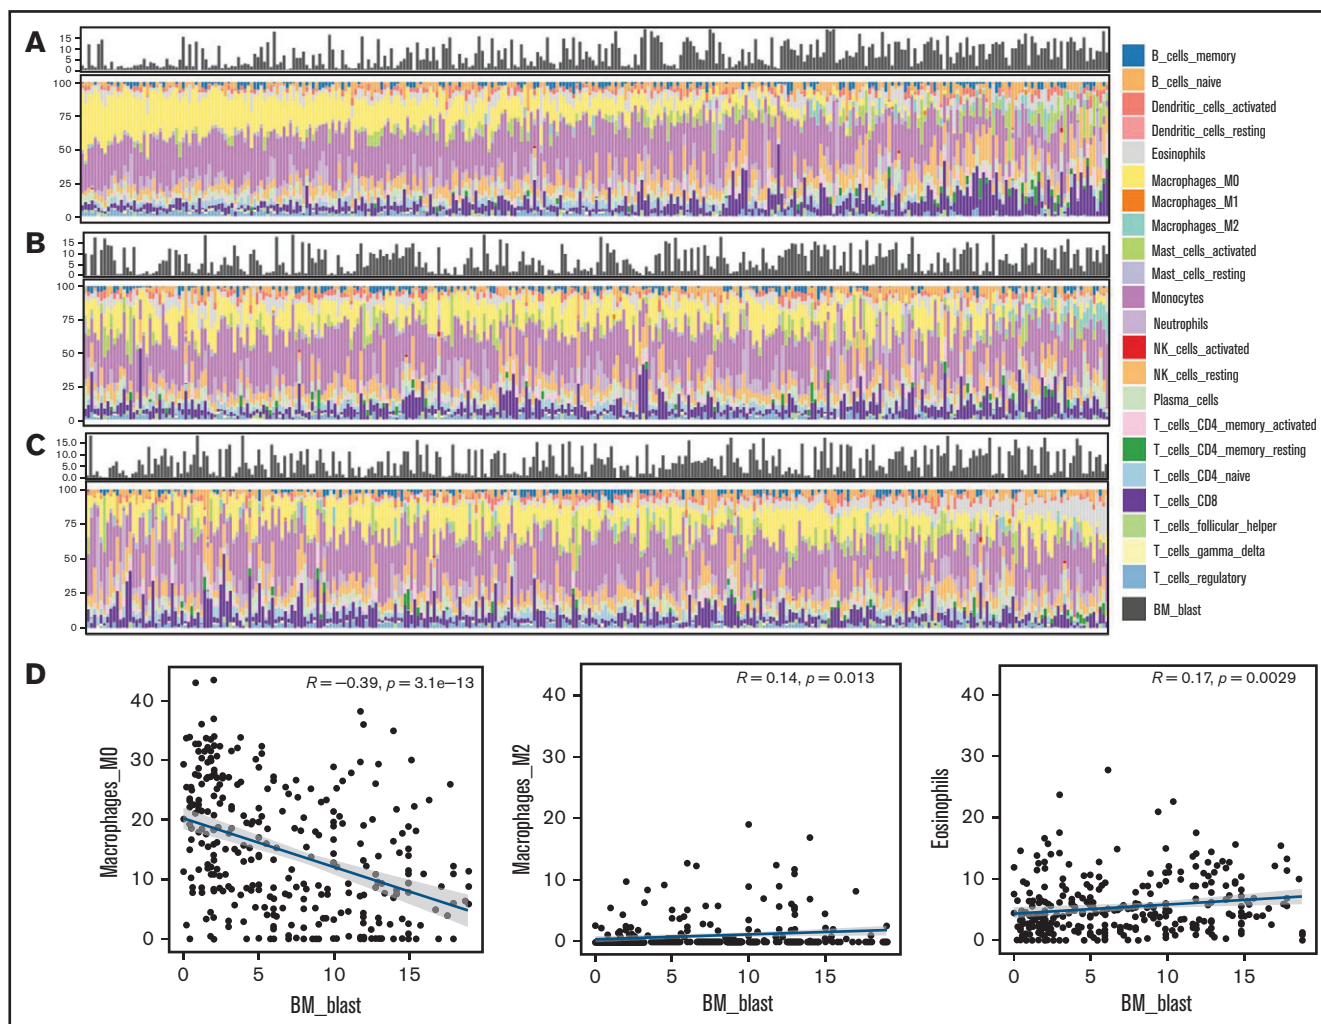 A
15
10
5
0
100
75
50
25
0
B
15
10
5
0
100
75
50
25
0
C
15.0
10.0
5.0
0
100
75
50
25
0
B_cells_memory
B_cells_naive
Dendritic_cells_activated
Dendritic_cells_resting
Eosinophils
Macrophages_M0
Macrophages_M1
Macrophages_M2
Mast_cells_activated
Mast_cells_resting
Monocytes
Neutrophils
NK_cells_activated
NK_cells_resting
Plasma_cells
T_cells_CD4_memory_activated
T_cells_CD4_memory_resting
T_cells_CD4_naive
T_cells_CD8
T_cells_follicular_helper
T_cells_gamma_delta
T_cells_regulatory
BM_blast
D
R = −0.39, p = 3.1e−13
Macrophages_M0
40
30
20
10
0
0 5 10 15
BM_blast
R = 0.14, p = 0.013
Macrophages_M2
40
30
20
10
0
0 5 10 15
BM_blast
R = 0.17, p = 0.0029
Eosinophils
40
30
20
10
0
0 5 10 15
BM_blast